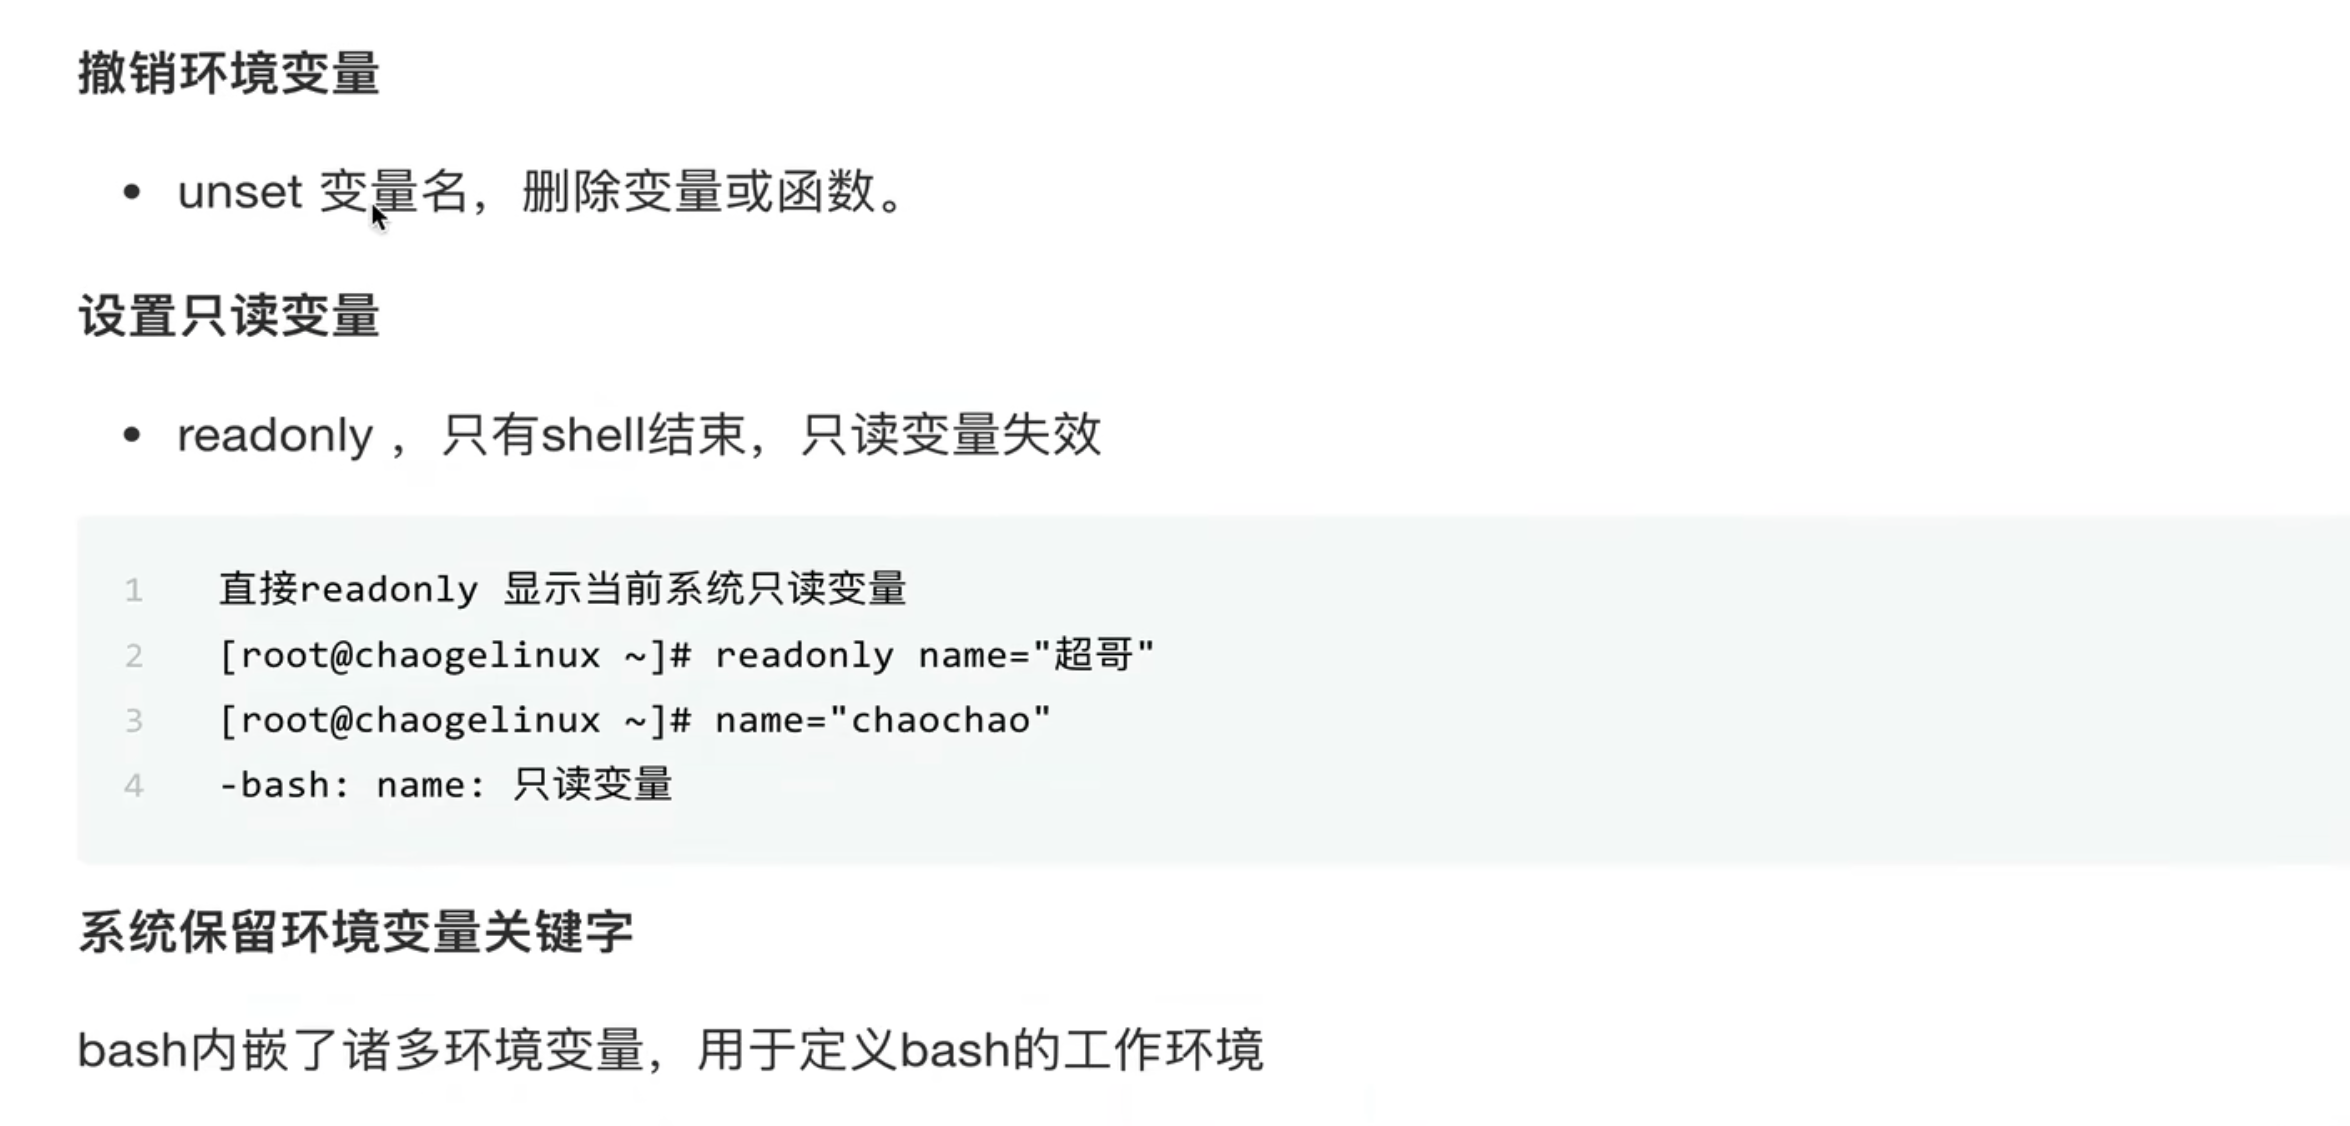 撤销环境变量
• unset 变量名，删除变量或函数。
设置只读变量
• readonly ，只有shell结束，只读变量失效
1 直接readonly 显示当前系统只读变量
2 [root@chaogelinux ~]# readonly name="超哥"
3 [root@chaogelinux ~]# name="chaochao"
4 -bash: name: 只读变量
系统保留环境变量关键字
bash内嵌了诸多环境变量，用于定义bash的工作环境